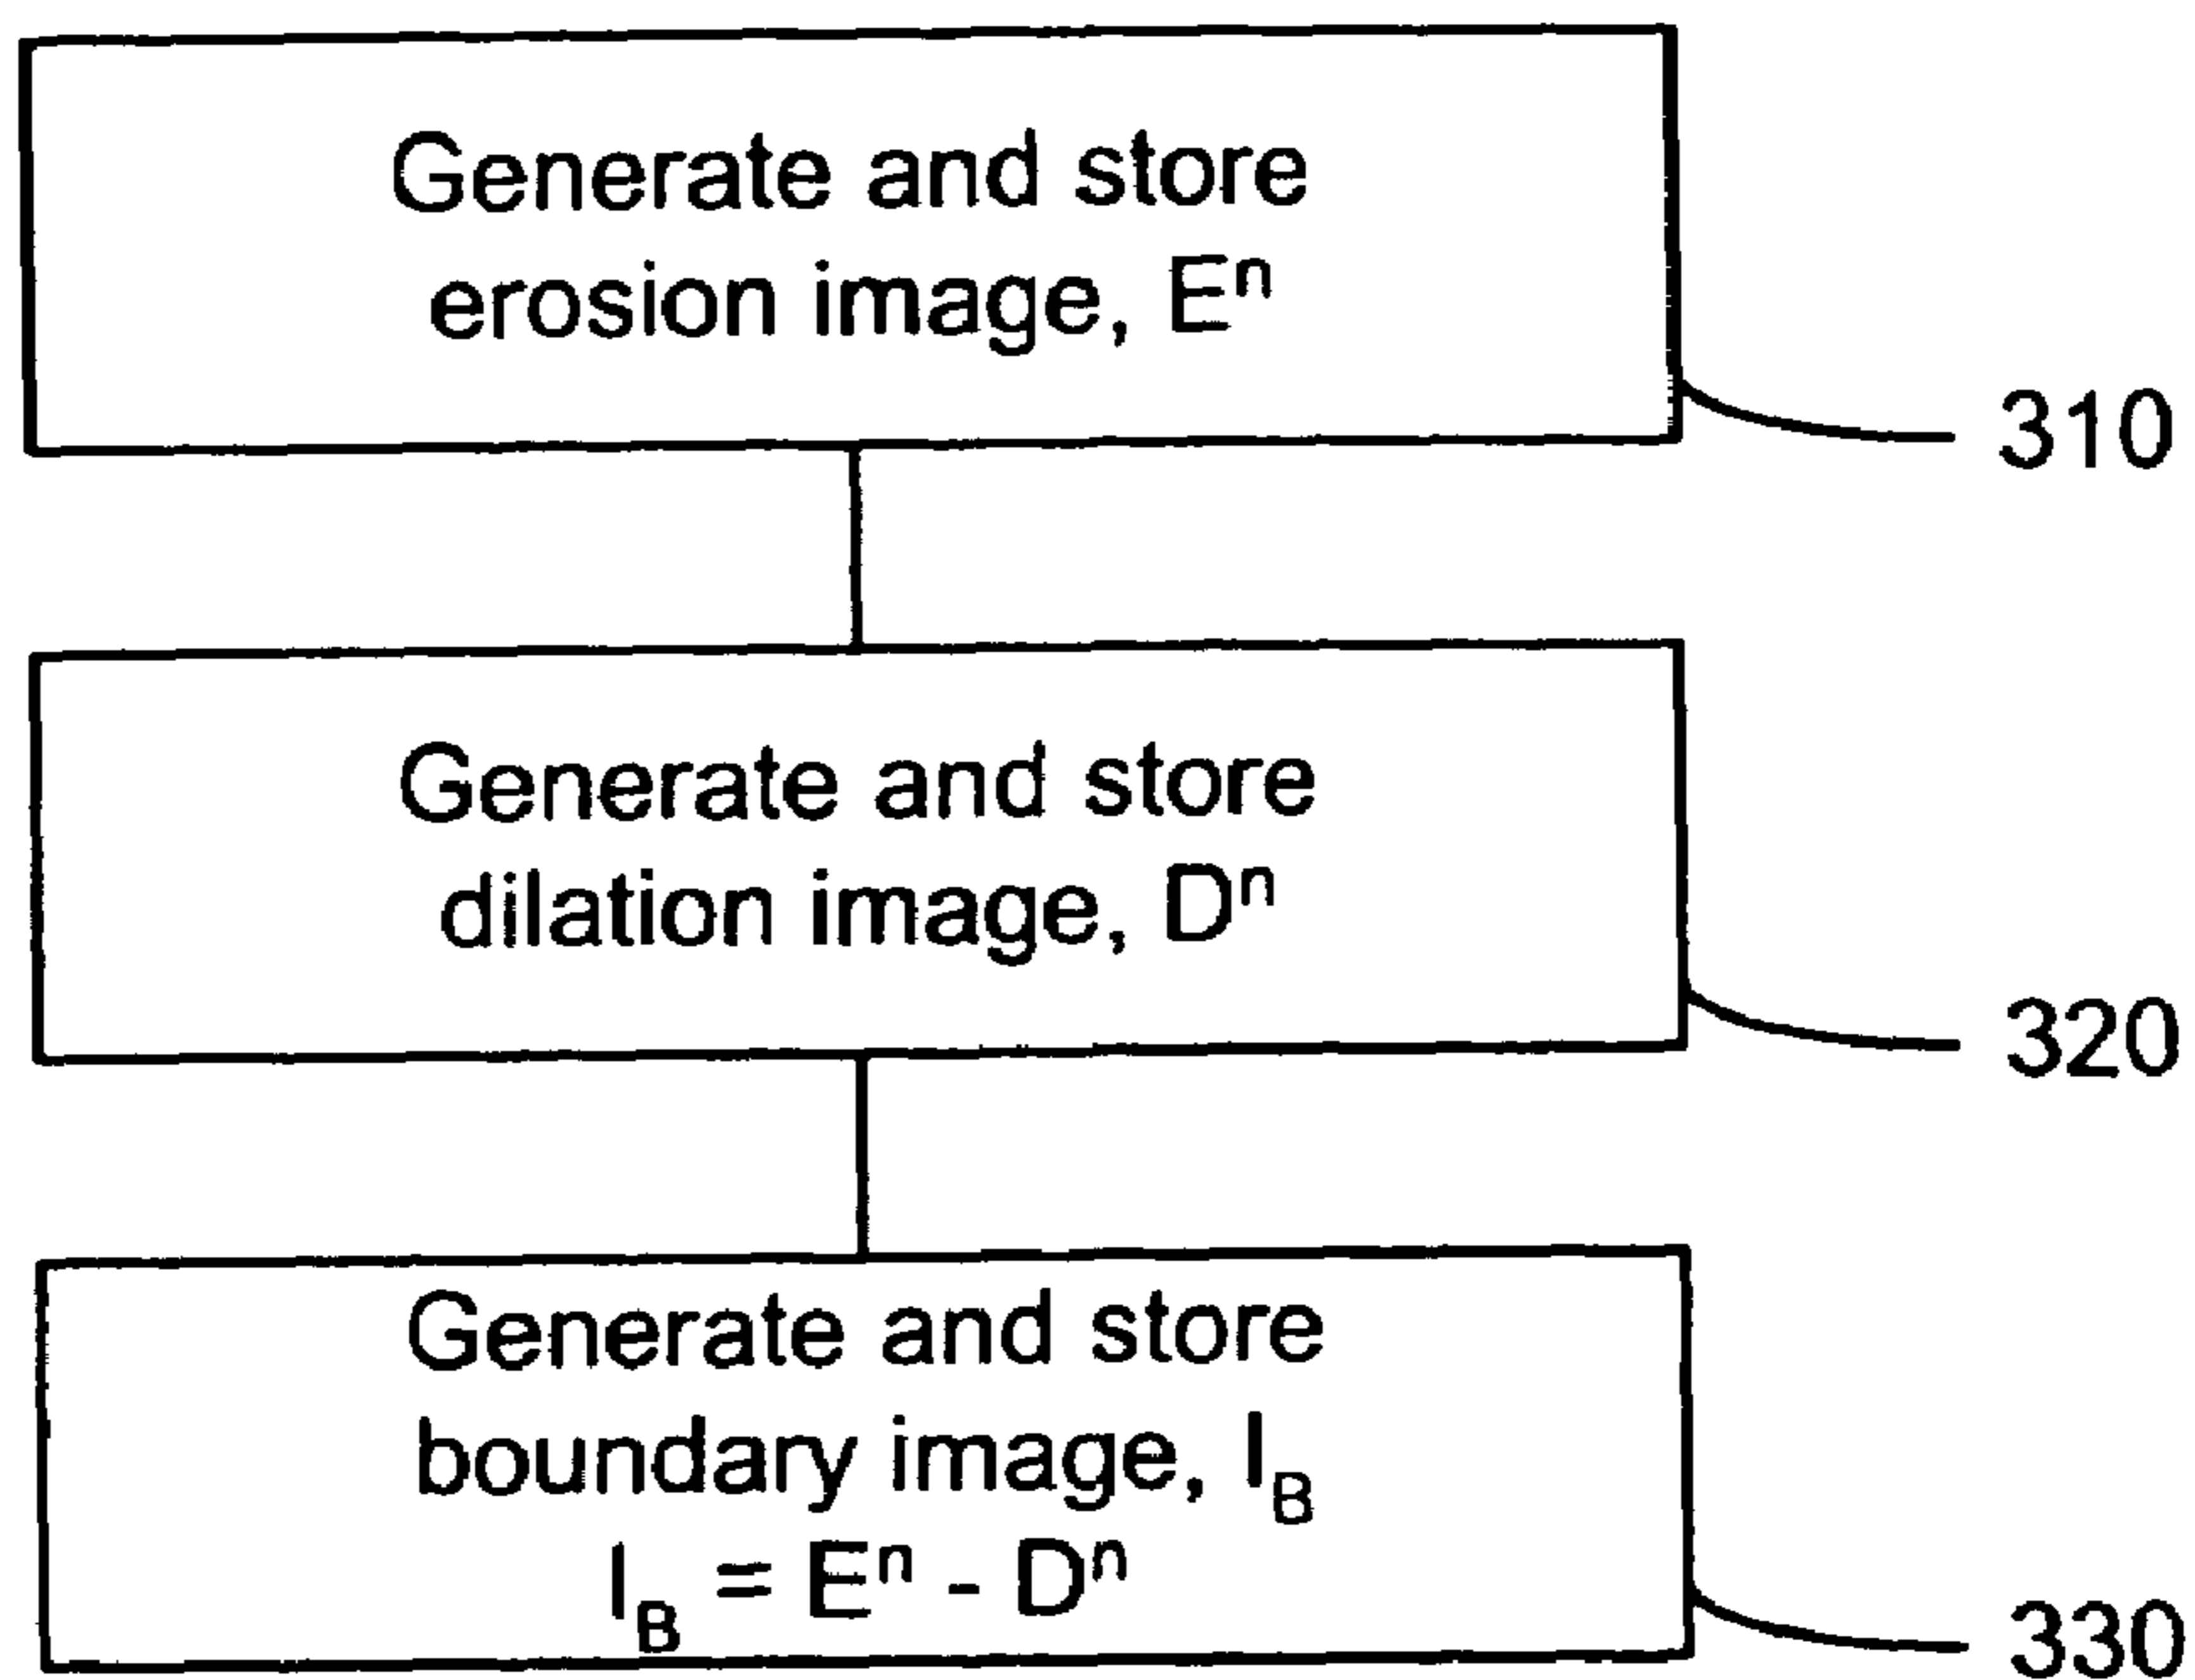 Generate and store
erosion image, Eⁿ
310
Generate and store
dilation image, Dⁿ
320
Generate and store
boundary image, I_B
I_B = Eⁿ - Dⁿ
330